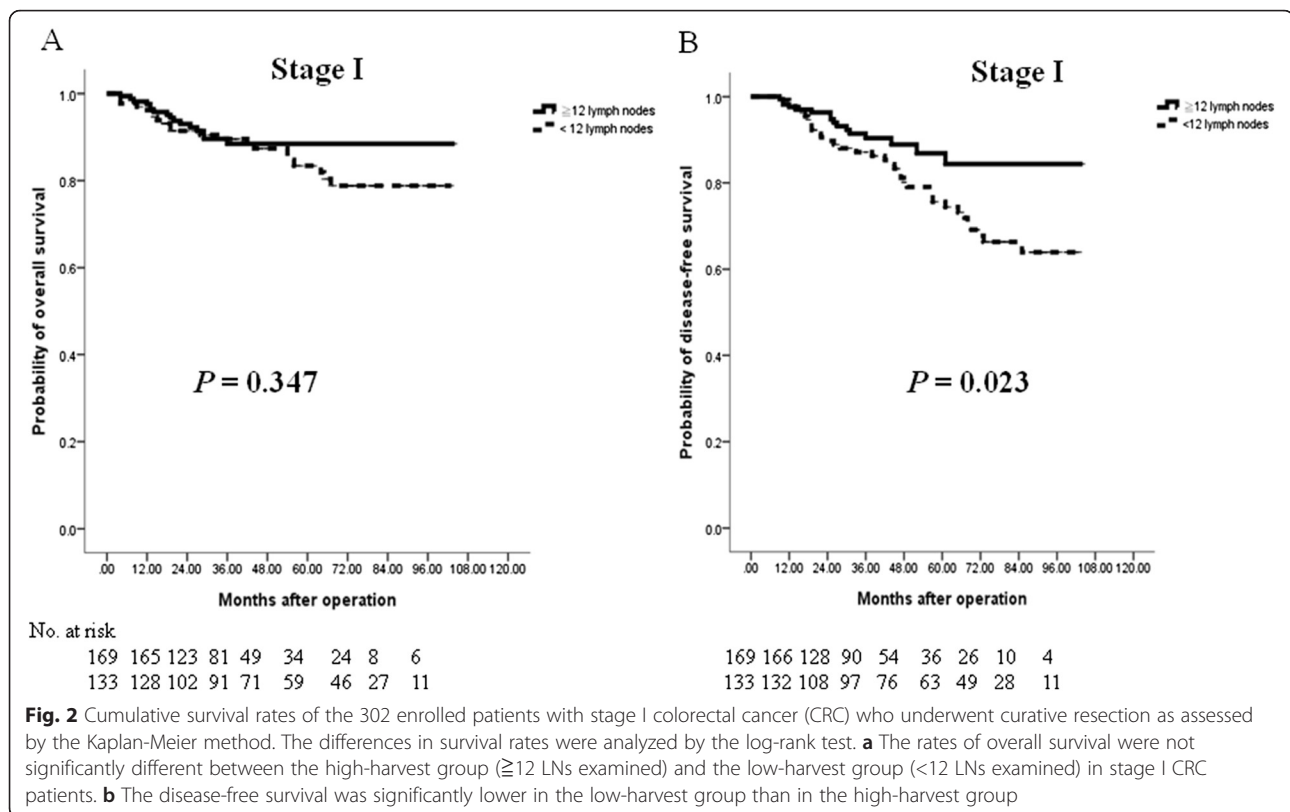 A
Stage I
≧12 lymph nodes
< 12 lymph nodes
Probability of overall survival
1.0
0.8
0.6
0.4
0.2
0.0
P = 0.347
.00 12.00 24.00 36.00 48.00 60.00 72.00 84.00 96.00 108.00 120.00
Months after operation
No. at risk
169 165 123 81 49 34 24 8 6
133 128 102 91 71 59 46 27 11
B
Stage I
≧12 lymph nodes
<12 lymph nodes
Probability of disease-free survival
1.0
0.8
0.6
0.4
0.2
0.0
P = 0.023
.00 12.00 24.00 36.00 48.00 60.00 72.00 84.00 96.00 108.00 120.00
Months after operation
169 166 128 90 54 36 26 10 4
133 132 108 97 76 63 49 28 11
Fig. 2 Cumulative survival rates of the 302 enrolled patients with stage I colorectal cancer (CRC) who underwent curative resection as assessed
by the Kaplan-Meier method. The differences in survival rates were analyzed by the log-rank test. a The rates of overall survival were not
significantly different between the high-harvest group (≧12 LNs examined) and the low-harvest group (<12 LNs examined) in stage I CRC
patients. b The disease-free survival was significantly lower in the low-harvest group than in the high-harvest group